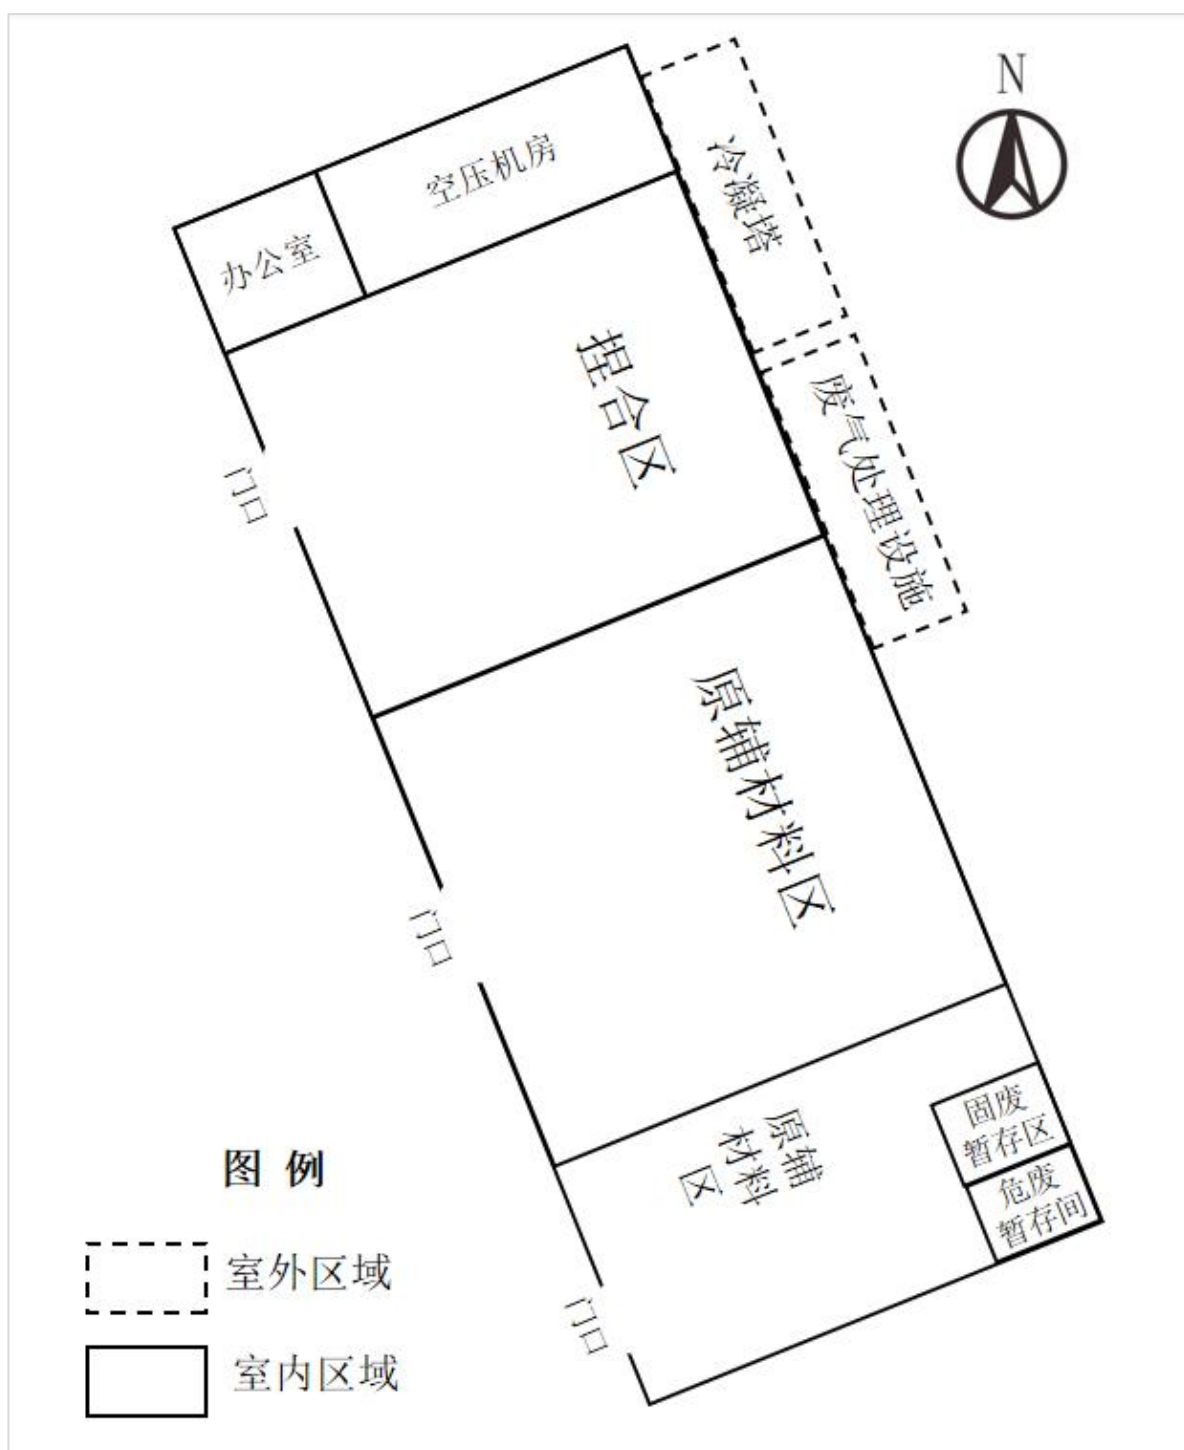 N
空压机房
冷凝塔
办公室
捏合区
废气处理设施
门口
原辅材料区
门口
原辅
材料
区
固废
暂存区
危废
暂存间
门口
图 例
室外区域
室内区域